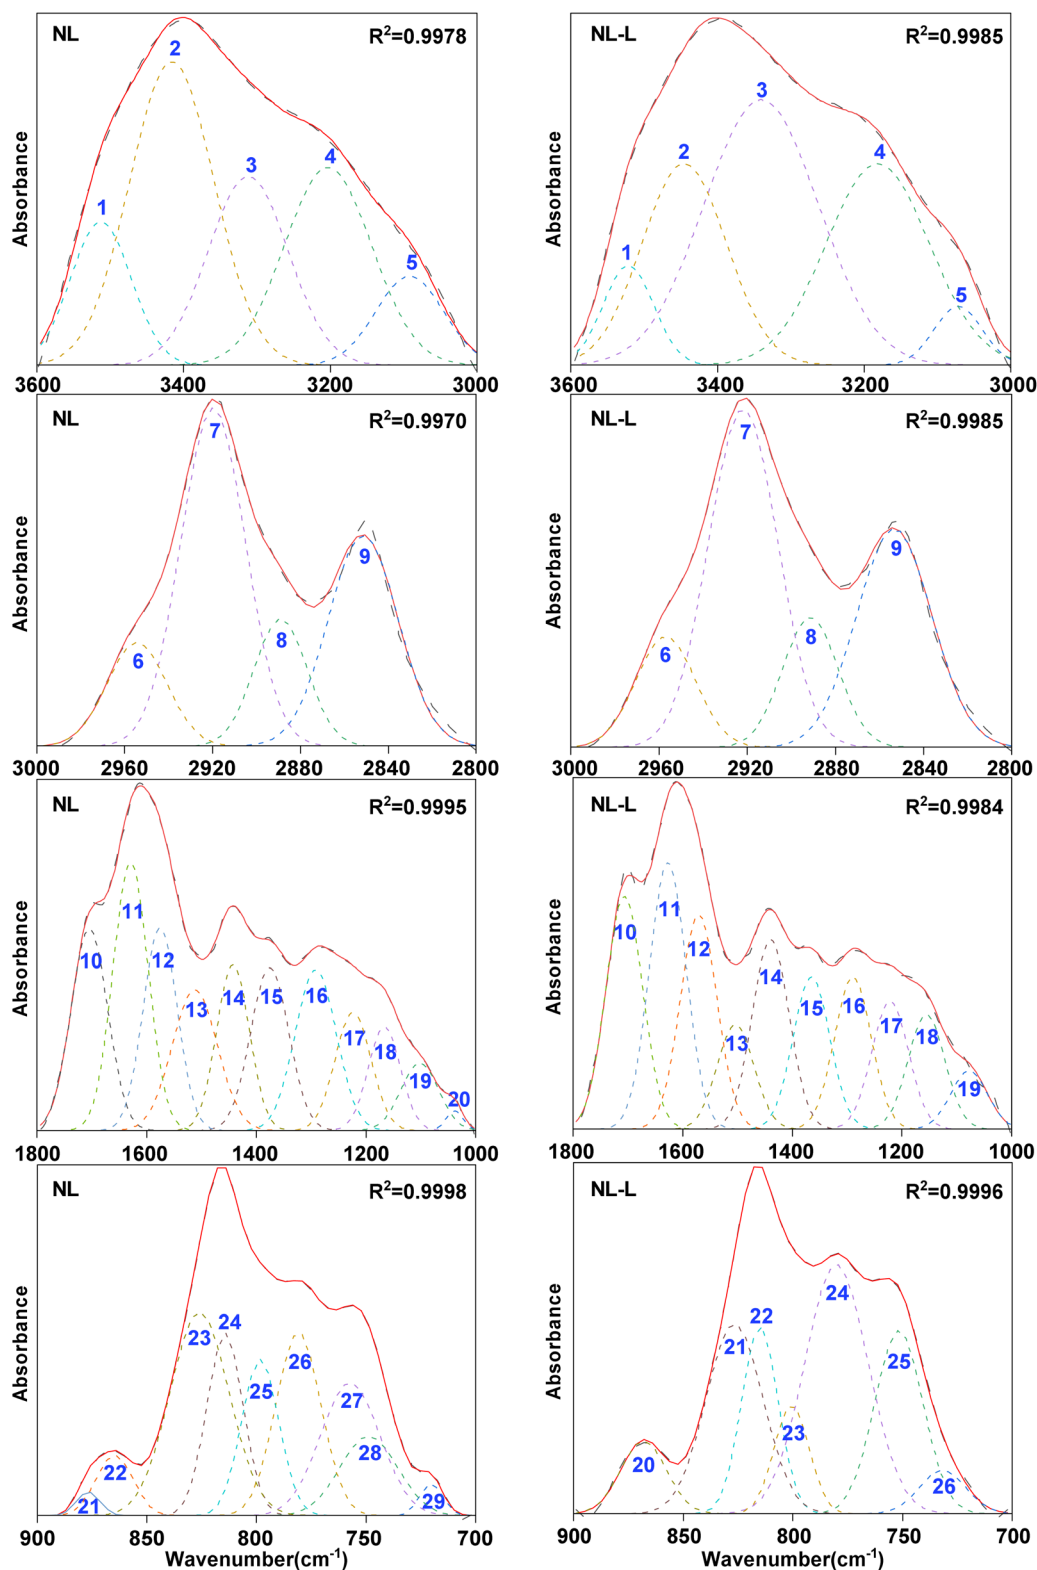 NL R²=0.9978
2
3
4
1
5
Absorbance
3600 3400 3200 3000
NL-L R²=0.9985
3
2
4
1
5
Absorbance
3600 3400 3200 3000
NL R²=0.9970
7
9
8
6
Absorbance
3000 2960 2920 2880 2840 2800
NL-L R²=0.9985
7
9
8
6
Absorbance
3000 2960 2920 2880 2840 2800
NL R²=0.9995
10 11 12 13 14 15 16 17 18 19 20
Absorbance
1800 1600 1400 1200 1000
NL-L R²=0.9984
10 11 12 13 14 15 16 17 18 19
Absorbance
1800 1600 1400 1200 1000
NL R²=0.9998
21 22 23 24 25 26 27 28 29
Absorbance
900 850 800 750 700
Wavenumber(cm⁻¹)
NL-L R²=0.9996
20 21 22 23 24 25 26
Absorbance
900 850 800 750 700
Wavenumber(cm⁻¹)